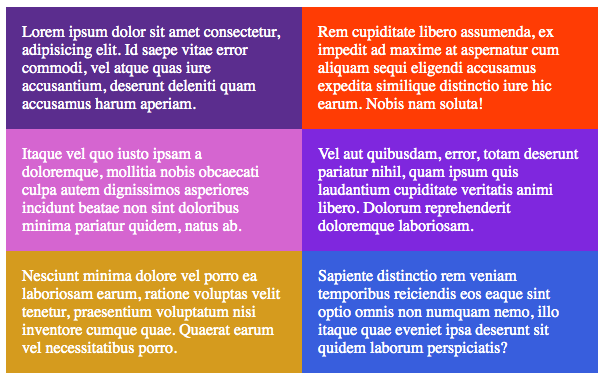 Lorem ipsum dolor sit amet consectetur,
adipisicing elit. Id saepe vitae error
commodi, vel atque quas iure
accusantium, deserunt deleniti quam
accusamus harum aperiam.
Rem cupiditate libero assumenda, ex
impedit ad maxime at aspernatur cum
aliquam sequi eligendi accusamus
expedita similique distinctio iure hic
earum. Nobis nam soluta!
Itaque vel quo iusto ipsam a
doloremque, mollitia nobis obcaecati
culpa autem dignissimos asperiores
incidunt beatae non sint doloribus
minima pariatur quidem, natus ab.
Vel aut quibusdam, error, totam deserunt
pariatur nihil, quam ipsum quis
laudantium cupiditate veritatis animi
libero. Dolorum reprehenderit
doloremque laboriosam.
Nesciunt minima dolore vel porro ea
laboriosam earum, ratione voluptas velit
tenetur, praesentium voluptatum nisi
inventore cumque quae. Quaerat earum
vel necessitatibus porro.
Sapiente distinctio rem veniam
temporibus reiciendis eos eaque sint
optio omnis non numquam nemo, illo
itaque quae eveniet ipsa deserunt sit
quidem laborum perspiciatis?